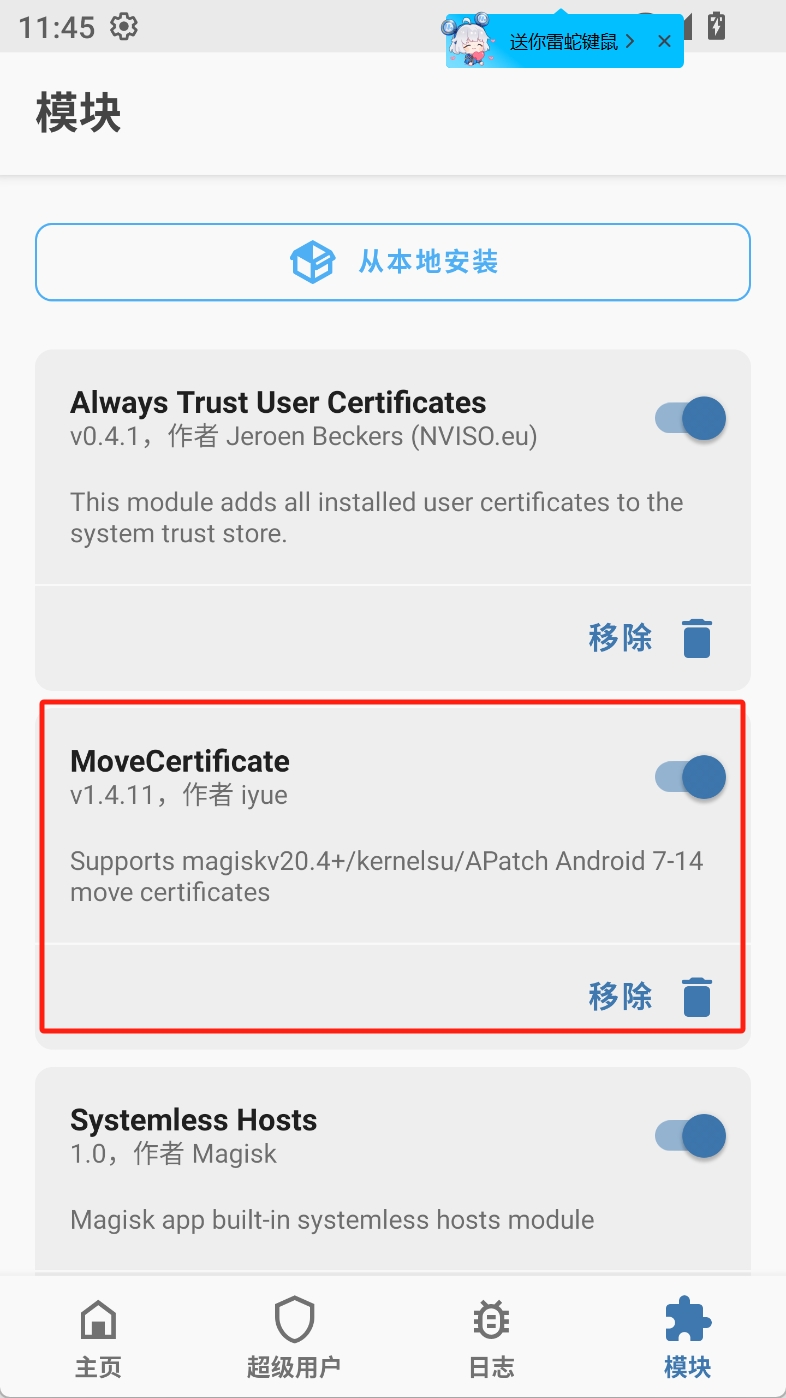 11:45
送你雷蛇键鼠
模块
从本地安装
Always Trust User Certificates
v0.4.1，作者 Jeroen Beckers (NVISO.eu)
This module adds all installed user certificates to the
system trust store.
移除
MoveCertificate
v1.4.11，作者 iyue
Supports magiskv20.4+/kernelsu/APatch Android 7-14
move certificates
移除
Systemless Hosts
1.0，作者 Magisk
Magisk app built-in systemless hosts module
主页
超级用户
日志
模块